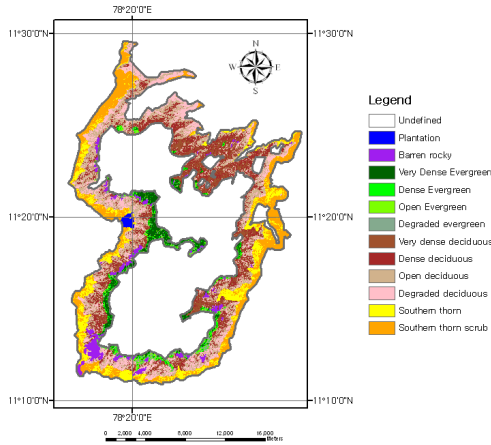 78°20'0"E
11°30'0"N
11°30'0"N
N
W
E
S
Legend
Undefined
Plantation
Barren rocky
Very Dense Evergreen
Dense Evergreen
Open Evergreen
Degraded evergreen
Very dense deciduous
Dense deciduous
Open deciduous
Degraded deciduous
Southern thorn
Southern thorn scrub
11°20'0"N
11°20'0"N
11°10'0"N
11°10'0"N
78°20'0"E
0 2,000 4,000 8,000 12,000 16,000
Meters